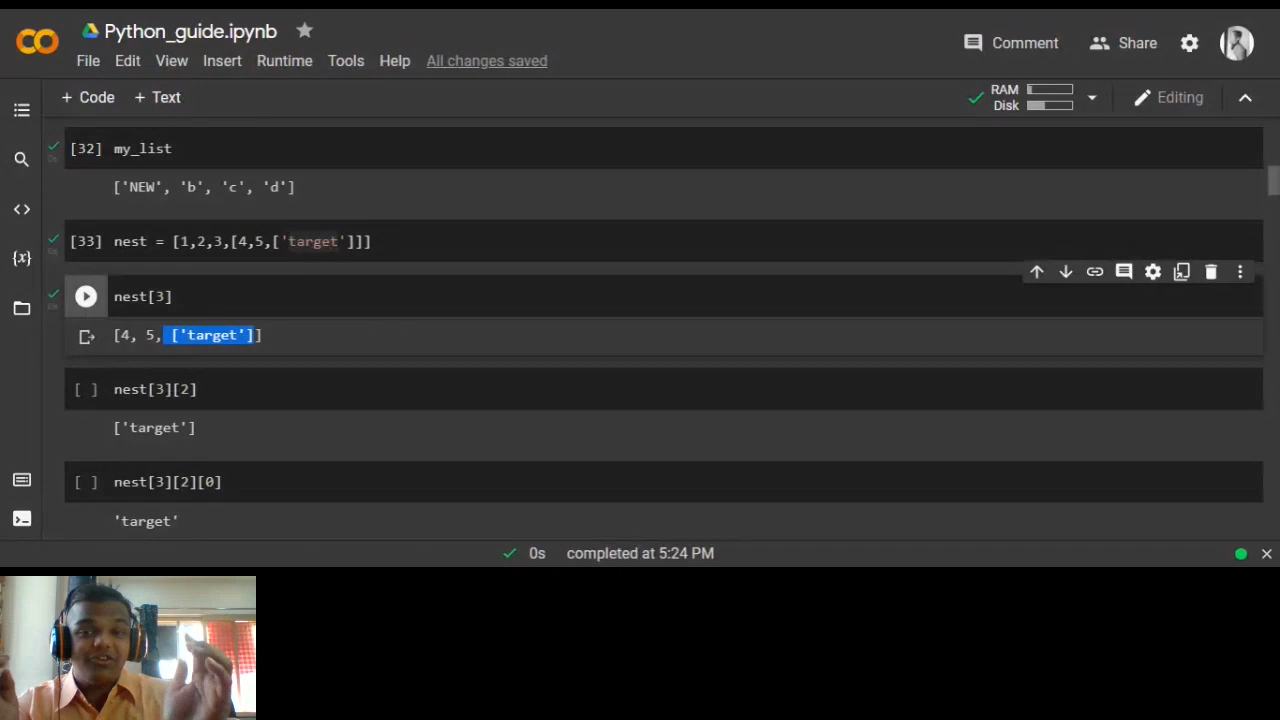 Python_guide.ipynb
File Edit View Insert Runtime Tools Help All changes saved
Comment Share
+ Code + Text
RAM
Disk
Editing
[32] my_list
['NEW', 'b', 'c', 'd']
[33] nest = [1,2,3,[4,5,['target']]]
nest[3]
[4, 5, ['target']]
[ ] nest[3][2]
['target']
[ ] nest[3][2][0]
'target'
0s completed at 5:24 PM